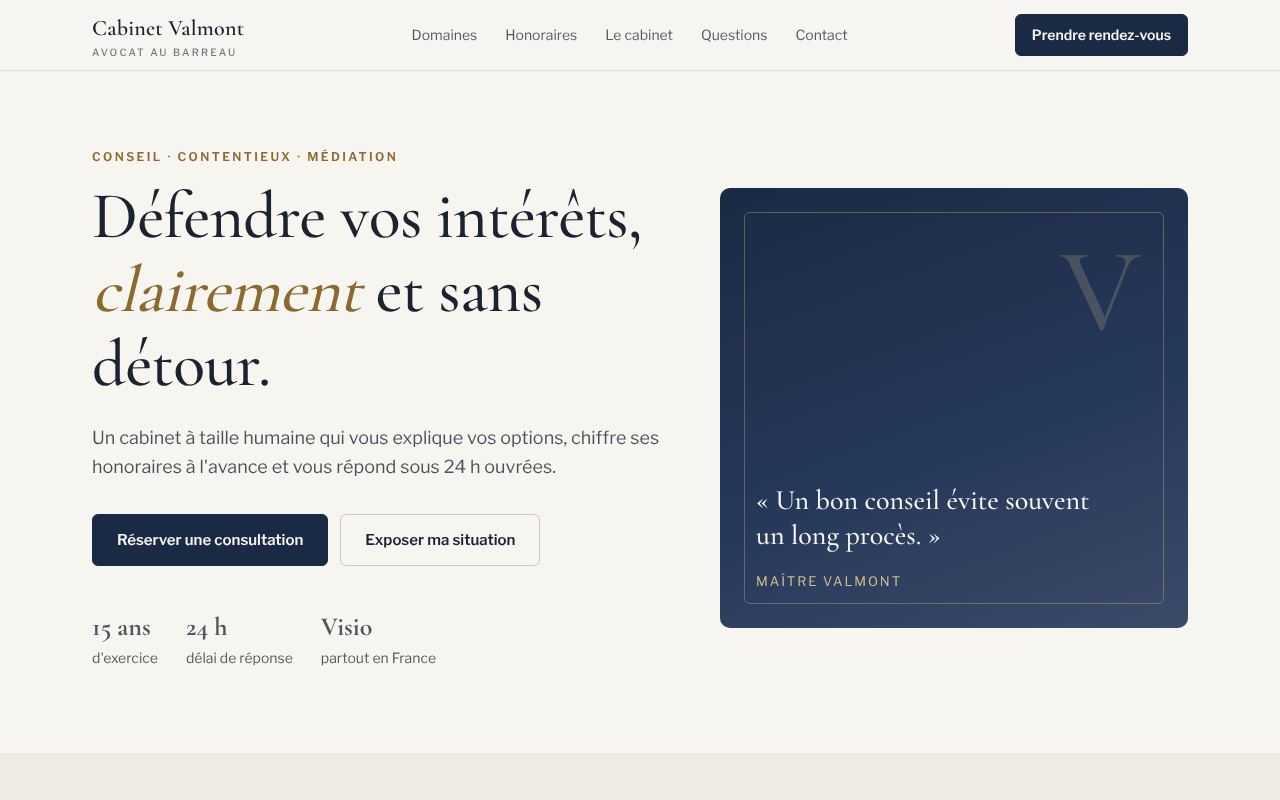 Cabinet Valmont
AVOCAT AU BARREAU
Domaines
Honoraires
Le cabinet
Questions
Contact
Prendre rendez-vous
CONSEIL · CONTENTIEUX · MÉDIATION
Défendre vos intérêts,
clairement et sans
détour.
Un cabinet à taille humaine qui vous explique vos options, chiffre ses
honoraires à l'avance et vous répond sous 24 h ouvrées.
Réserver une consultation
Exposer ma situation
15 ans
d'exercice
24 h
délai de réponse
Visio
partout en France
V
« Un bon conseil évite souvent
un long procès. »
MAÎTRE VALMONT